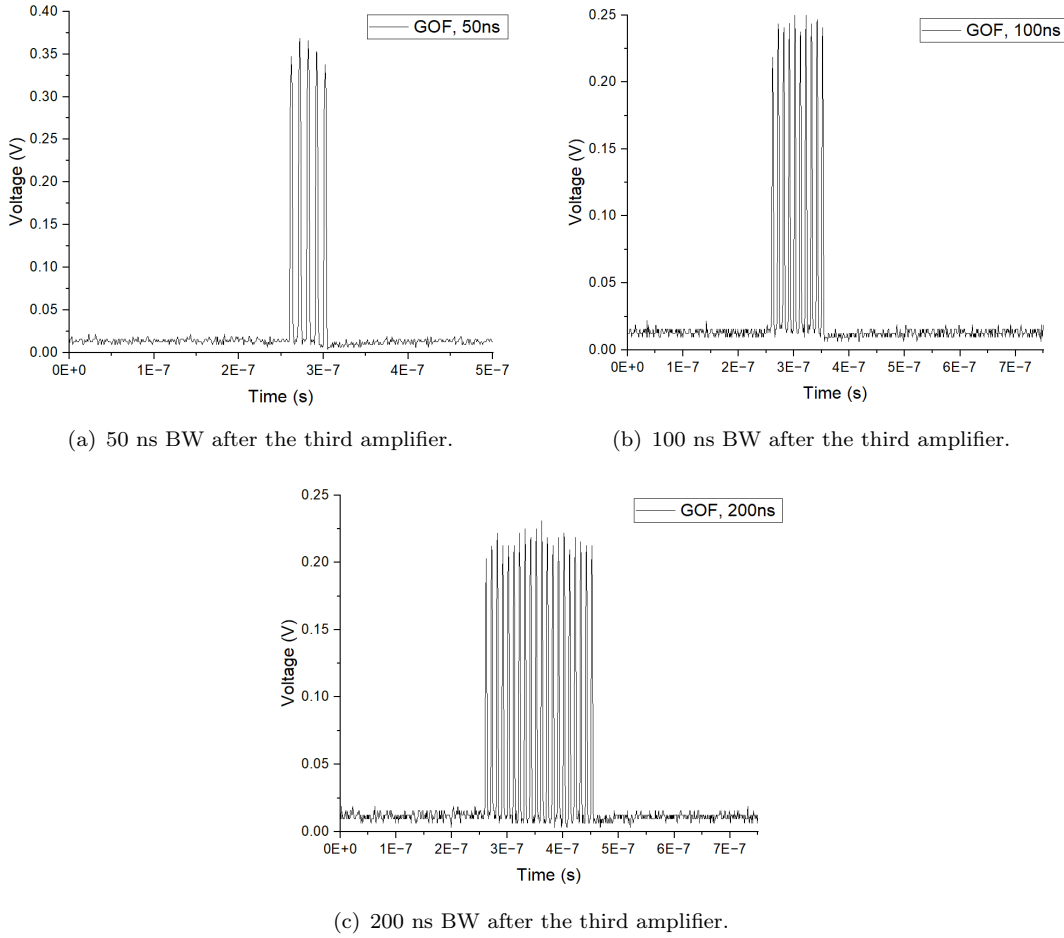 GOF, 50ns
0.40
0.35
0.30
0.25
0.20
0.15
0.10
0.05
0.00
Voltage (V)
0E+0 1E-7 2E-7 3E-7 4E-7 5E-7
Time (s)
(a) 50 ns BW after the third amplifier.
GOF, 100ns
0.25
0.20
0.15
0.10
0.05
0.00
Voltage (V)
0E+0 1E-7 2E-7 3E-7 4E-7 5E-7 6E-7 7E-7
Time (s)
(b) 100 ns BW after the third amplifier.
GOF, 200ns
0.25
0.20
0.15
0.10
0.05
0.00
Voltage (V)
0E+0 1E-7 2E-7 3E-7 4E-7 5E-7 6E-7 7E-7
Time (s)
(c) 200 ns BW after the third amplifier.